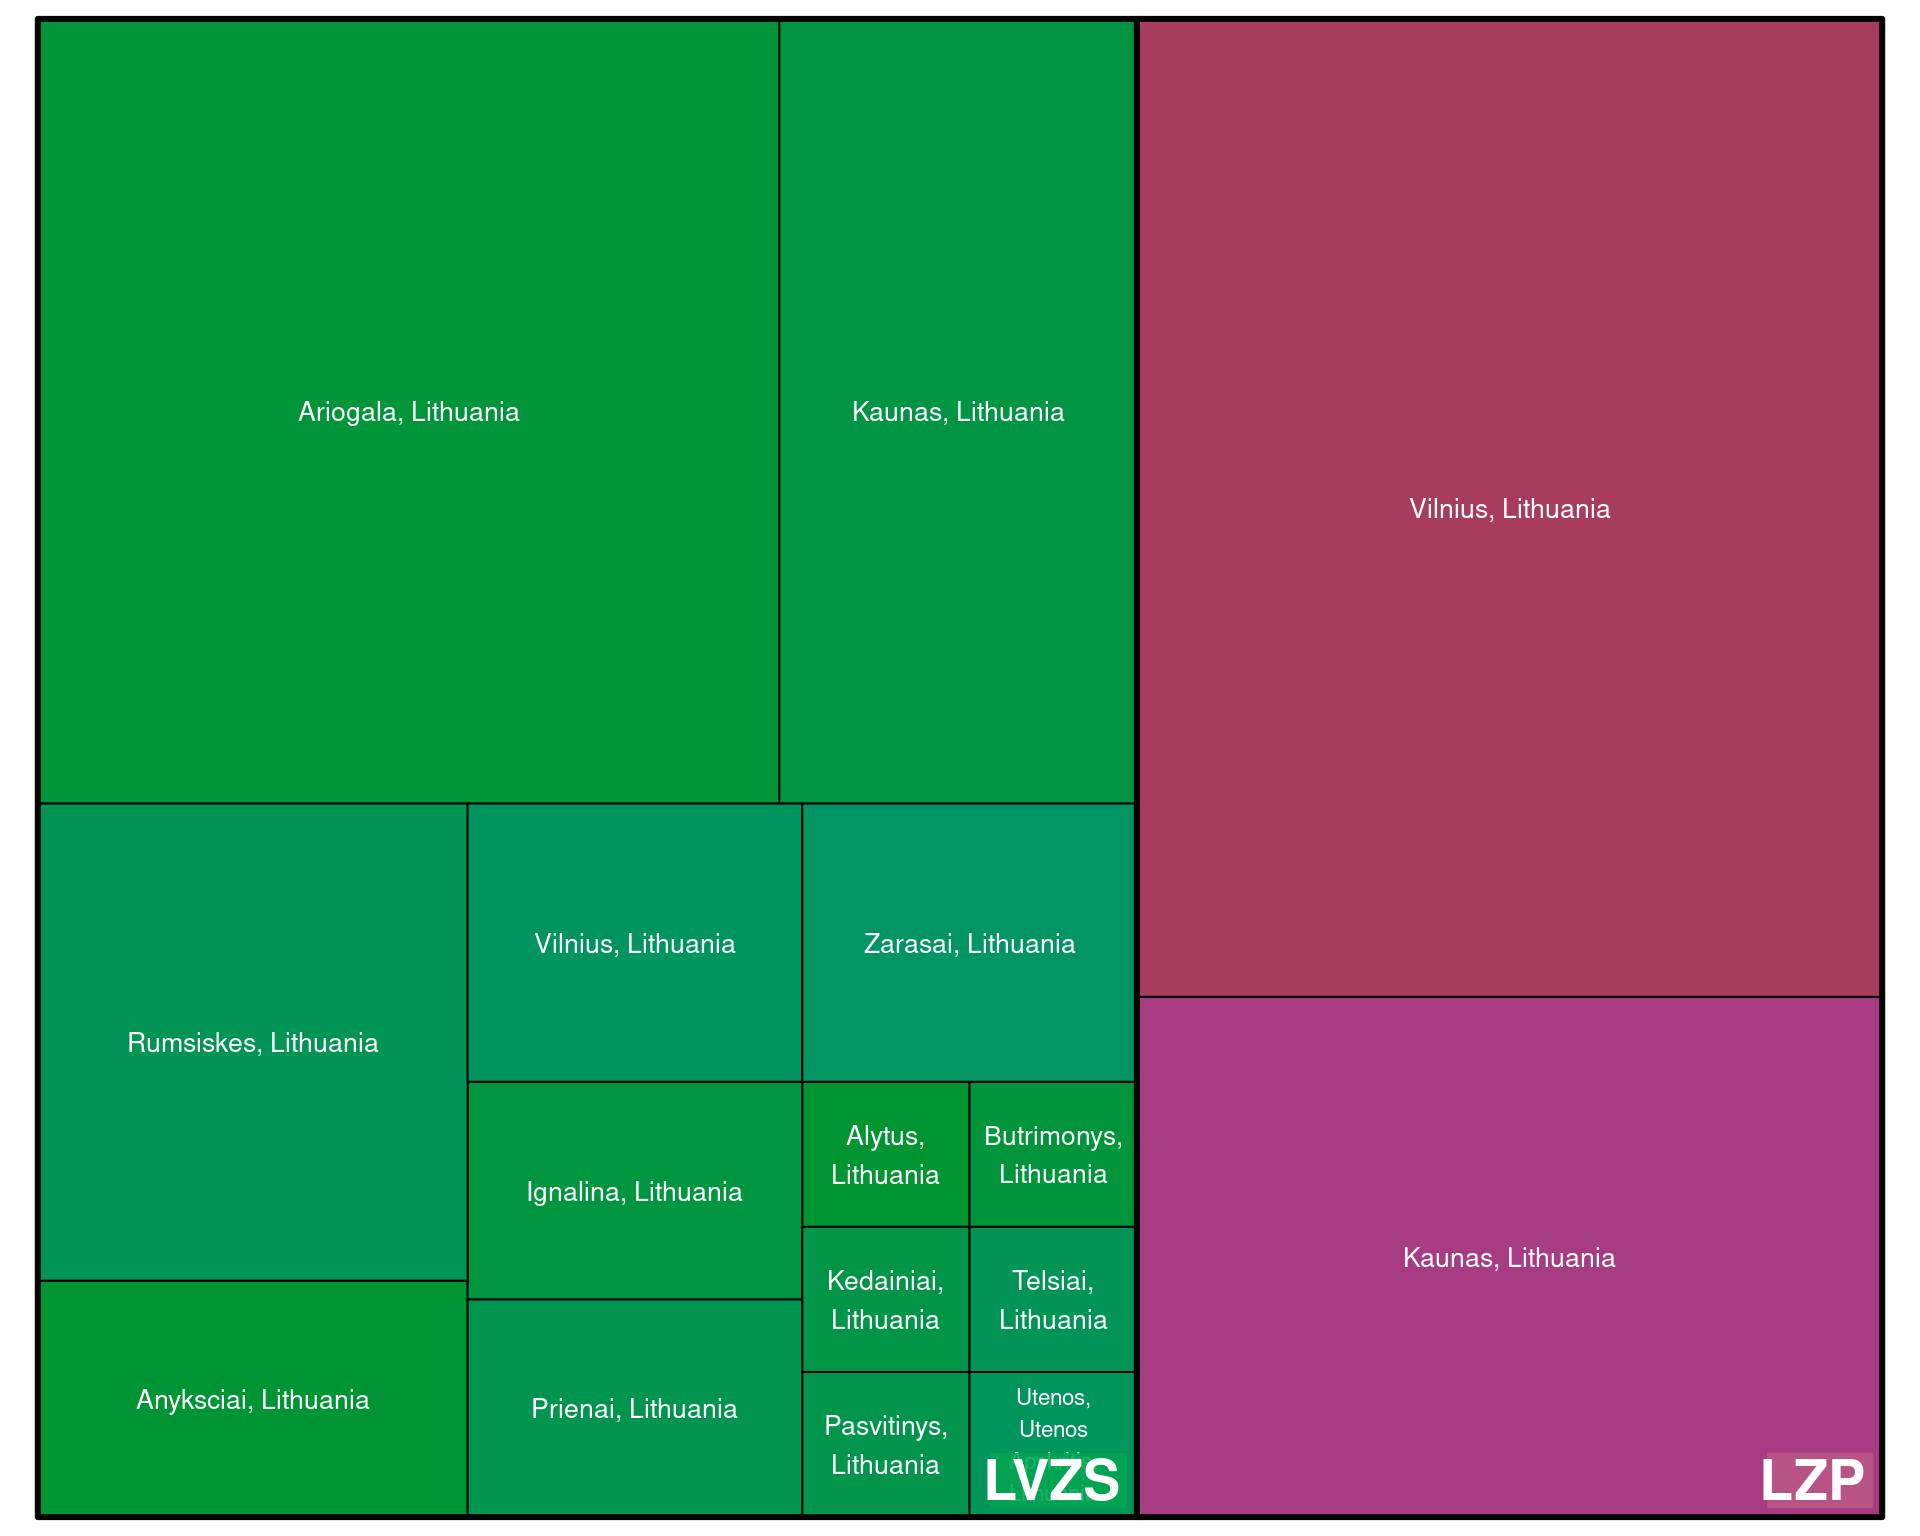 Ariogala, Lithuania
Kaunas, Lithuania
Vilnius, Lithuania
Rumsiskes, Lithuania
Vilnius, Lithuania
Zarasai, Lithuania
Alytus,
Lithuania
Butrimonys,
Lithuania
Ignalina, Lithuania
Kedainiai,
Lithuania
Telsiai,
Lithuania
Kaunas, Lithuania
Anyksciai, Lithuania
Prienai, Lithuania
Pasvitinys,
Lithuania
Utenos,
Utenos
LVZS
LZP